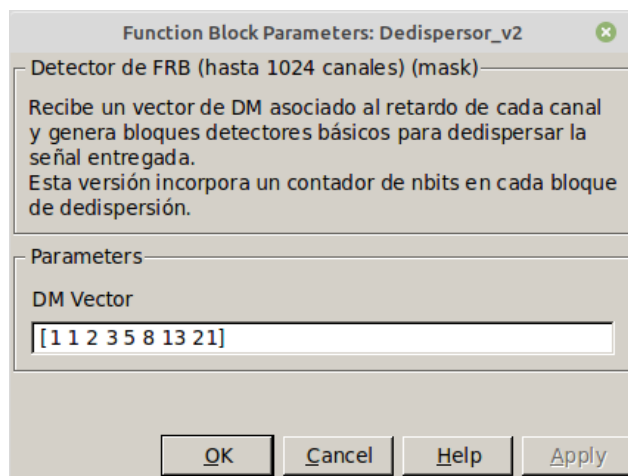 Function Block Parameters: Dedispersor_v2
Detector de FRB (hasta 1024 canales) (mask)
Recibe un vector de DM asociado al retardo de cada canal
y genera bloques detectores básicos para dedispersar la
señal entregada.
Esta versión incorpora un contador de nbits en cada bloque
de dedispersión.
Parameters
DM Vector
[1 1 2 3 5 8 13 21]
OK Cancel Help Apply